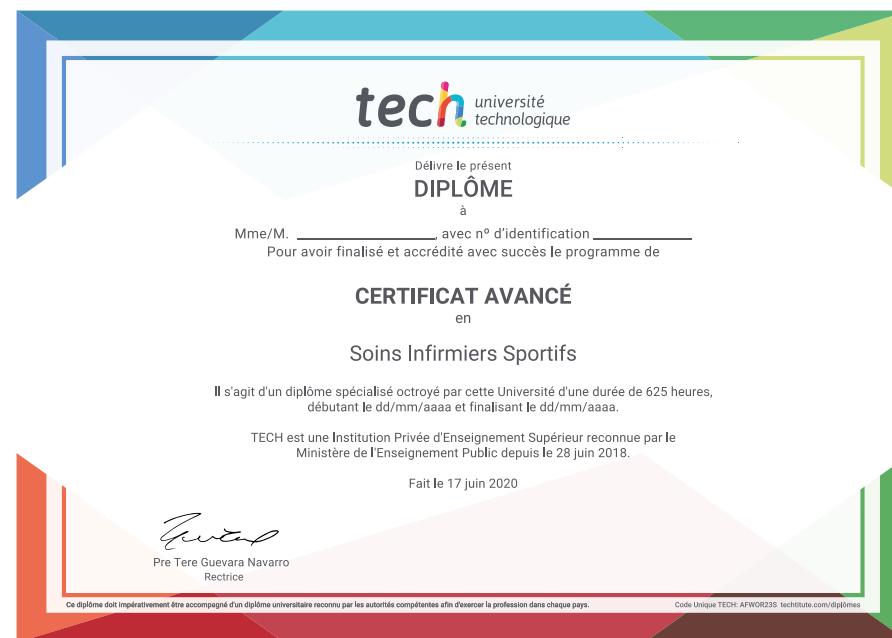 tech université
technologique
Délivre le présent
DIPLÔME
à
Mme/M. ____________, avec nº d'identification ____________
Pour avoir finalisé et accrédité avec succès le programme de
CERTIFICAT AVANCÉ
en
Soins Infirmiers Sportifs
Il s'agit d'un diplôme spécialisé octroyé par cette Université d'une durée de 625 heures,
débutant le dd/mm/aaaa et finalisant le dd/mm/aaaa.
TECH est une Institution Privée d'Enseignement Supérieur reconnue par le
Ministère de l'Enseignement Public depuis le 28 juin 2018.
Fait le 17 juin 2020
Pre Tere Guevara Navarro
Rectrice
Ce diplôme doit impérativement être accompagné d'un diplôme universitaire reconnu par les autorités compétentes afin d'exercer la profession dans chaque pays.
Code Unique TECH: AFWOR23S techtitute.com/diplômes